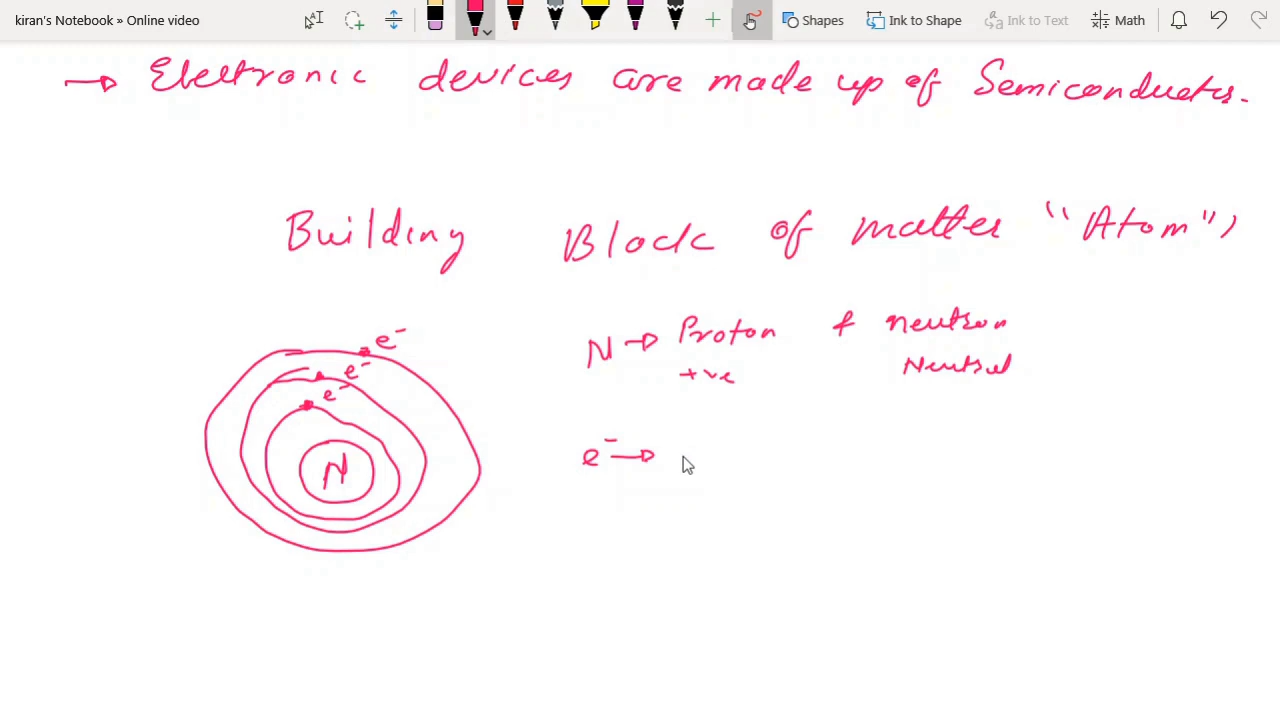 kiran's Notebook » Online video
Shapes
Ink to Shape
Ink to Text
Math
→ Electronic devices are made up of Semiconductors.
Building Block of matter "Atom")
N → Proton & neutron
+ve Neutral
e⁻
e⁻
e⁻
N
e⁻ →